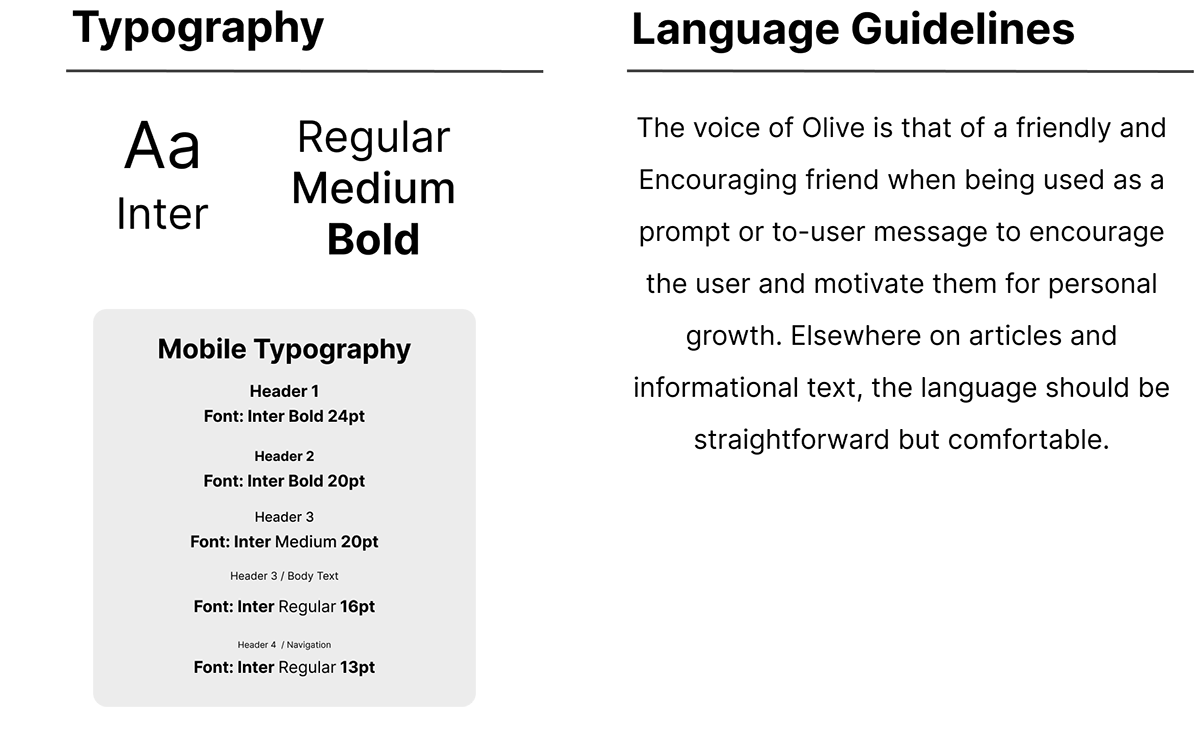 Typography
Aa
Inter
Regular
Medium
Bold
Mobile Typography
Header 1
Font: Inter Bold 24pt
Header 2
Font: Inter Bold 20pt
Header 3
Font: Inter Medium 20pt
Header 3 / Body Text
Font: Inter Regular 16pt
Header 4 / Navigation
Font: Inter Regular 13pt
Language Guidelines
The voice of Olive is that of a friendly and
Encouraging friend when being used as a
prompt or to-user message to encourage
the user and motivate them for personal
growth. Elsewhere on articles and
informational text, the language should be
straightforward but comfortable.